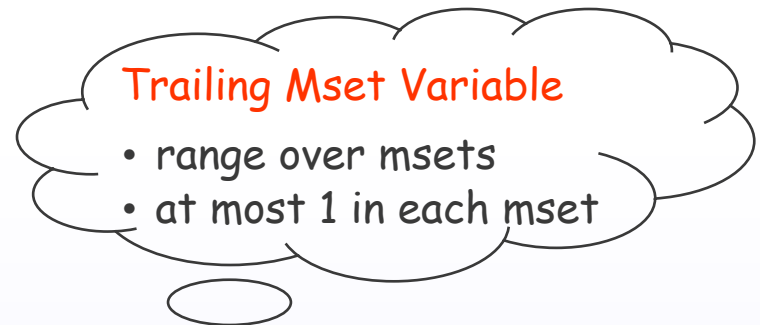 Trailing Mset Variable
• range over msets
• at most 1 in each mset